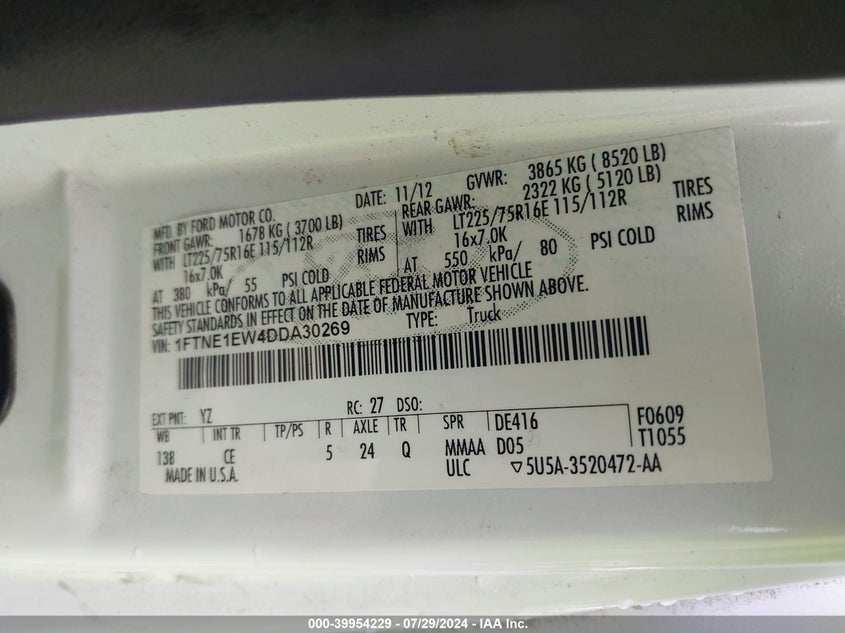 MFD. BY FORD MOTOR CO. DATE: 11/12 GVWR: 3865 KG ( 8520 LB)
FRONT GAWR: 1678 KG ( 3700 LB) REAR GAWR: 2322 KG ( 5120 LB)
WITH LT225/75R16E 115/112R TIRES WITH LT225/75R16E 115/112R TIRES
16x7.0K RIMS 16x7.0K RIMS
AT 380 kPa/ 55 PSI COLD AT 550 kPa/ 80 PSI COLD
THIS VEHICLE CONFORMS TO ALL APPLICABLE FEDERAL MOTOR VEHICLE
SAFETY STANDARDS IN EFFECT ON THE DATE OF MANUFACTURE SHOWN ABOVE.
VIN: 1FTNE1EW4DDA30269 TYPE: Truck
EXT PNT: YZ RC: 27 DSO:
WB INT TR TP/PS R AXLE TR SPR DE416 F0609
138 CE 5 24 Q MMAA D05 T1055
MADE IN U.S.A. ULC ▽5U5A-3520472-AA
000-39954229 - 07/29/2024 - IAA Inc.